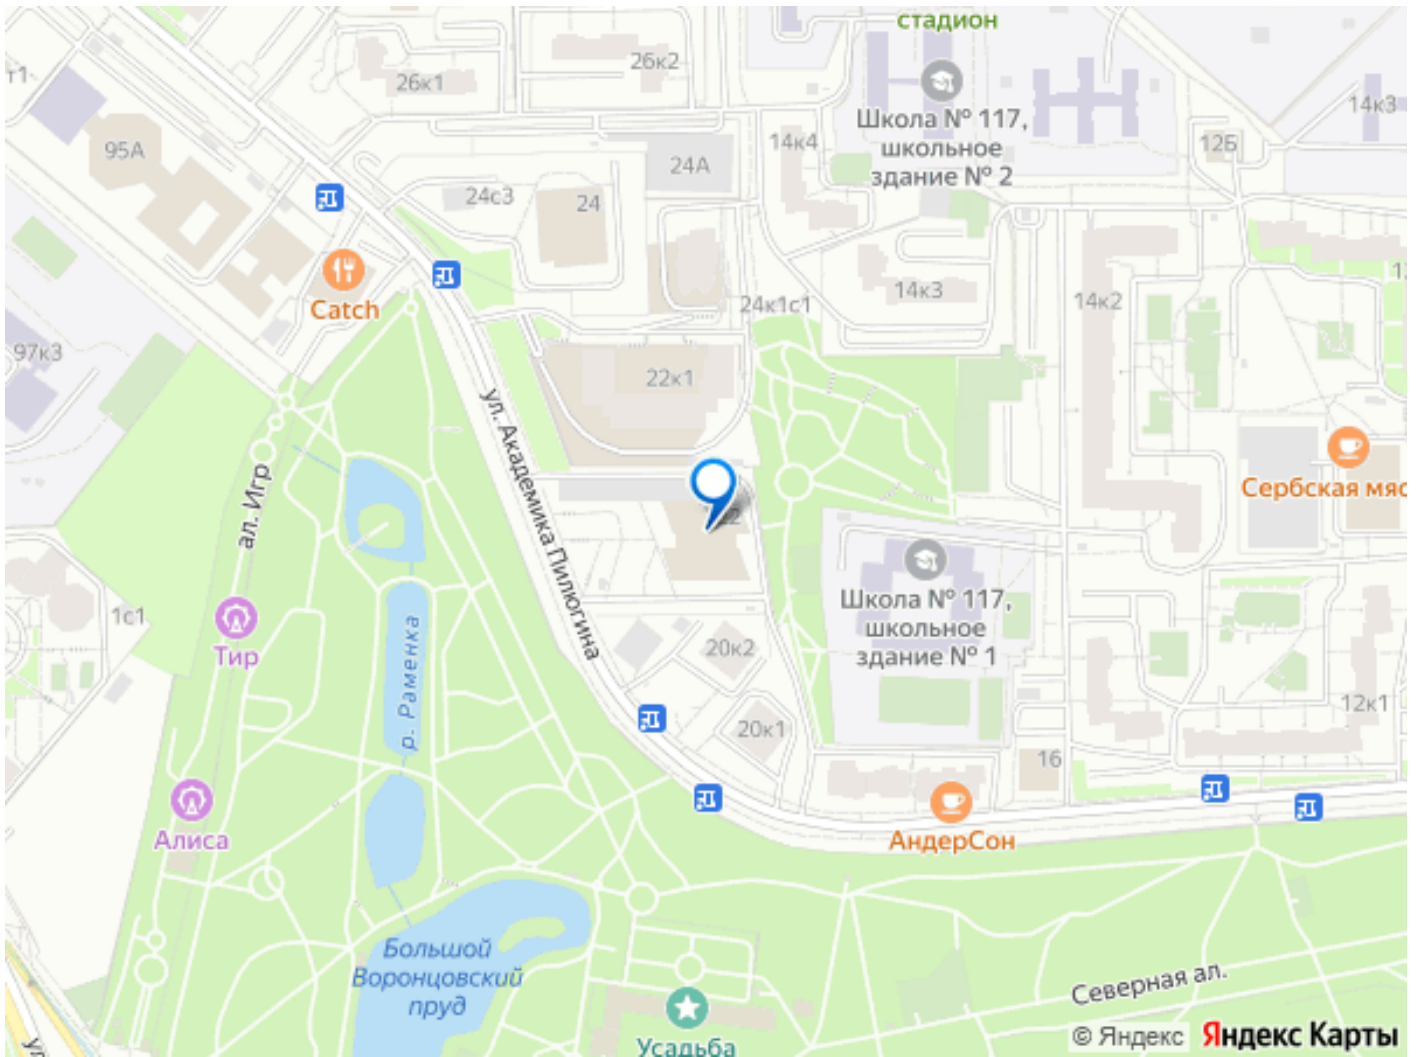 стадион
26к2
26к1
т1
14к3
Школа № 117,
школьное
здание № 2
14к4
12Б
95А
24А
24с3
24
Catch
24к1с1
14к3
14к2
97к3
22к1
ул. Академика Пилюгина
ал. Игр
Сербская мяс
Школа № 117,
школьное
здание № 1
1с1
Тир
р. Раменка
20к2
20к1
12к1
16
Алиса
АндерСон
Большой
Воронцовский
пруд
Северная ал.
Усадьба
© Яндекс Яндекс Карты